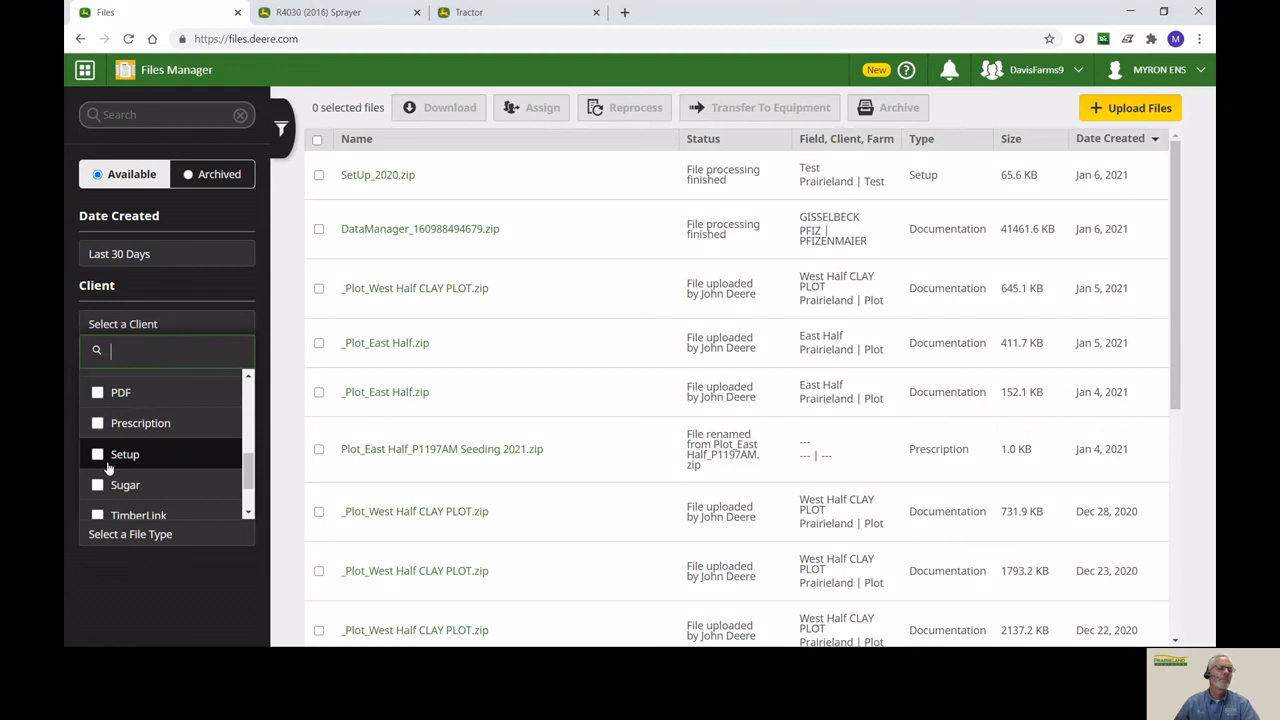 Files
R4030 (2016) Sprayer
Tractor
https://files.deere.com
M
Files Manager
New
DavisFarms9
MYRON ENS
Search
0 selected files
Download
Assign
Reprocess
Transfer To Equipment
Archive
Upload Files
Name
Status
Field, Client, Farm
Type
Size
Date Created
Available
Archived
Date Created
Last 30 Days
Client
Select a Client
PDF
Prescription
Setup
Sugar
TimberLink
Select a File Type
SetUp_2020.zip
File processing
finished
Test
Prairieland | Test
Setup
65.6 KB
Jan 6, 2021
DataManager_160988494679.zip
File processing
finished
GISSELBECK
PFIZ |
PFIZENMAIER
Documentation
41461.6 KB
Jan 6, 2021
_Plot_West Half CLAY PLOT.zip
File uploaded
by John Deere
West Half CLAY
PLOT
Prairieland | Plot
Documentation
645.1 KB
Jan 5, 2021
_Plot_East Half.zip
File uploaded
by John Deere
East Half
Prairieland | Plot
Documentation
411.7 KB
Jan 5, 2021
_Plot_East Half.zip
File uploaded
by John Deere
East Half
Prairieland | Plot
Documentation
152.1 KB
Jan 4, 2021
Plot_East Half_P1197AM Seeding 2021.zip
File renamed
from Plot_East
Half_P1197AM.
zip
---
--- | ---
Prescription
1.0 KB
Jan 4, 2021
_Plot_West Half CLAY PLOT.zip
File uploaded
by John Deere
West Half CLAY
PLOT
Prairieland | Plot
Documentation
731.9 KB
Dec 28, 2020
_Plot_West Half CLAY PLOT.zip
File uploaded
by John Deere
West Half CLAY
PLOT
Prairieland | Plot
Documentation
1793.2 KB
Dec 23, 2020
_Plot_West Half CLAY PLOT.zip
File uploaded
by John Deere
West Half CLAY
PLOT
Prairieland | Plot
Documentation
2137.2 KB
Dec 22, 2020
PRAIRIELAND